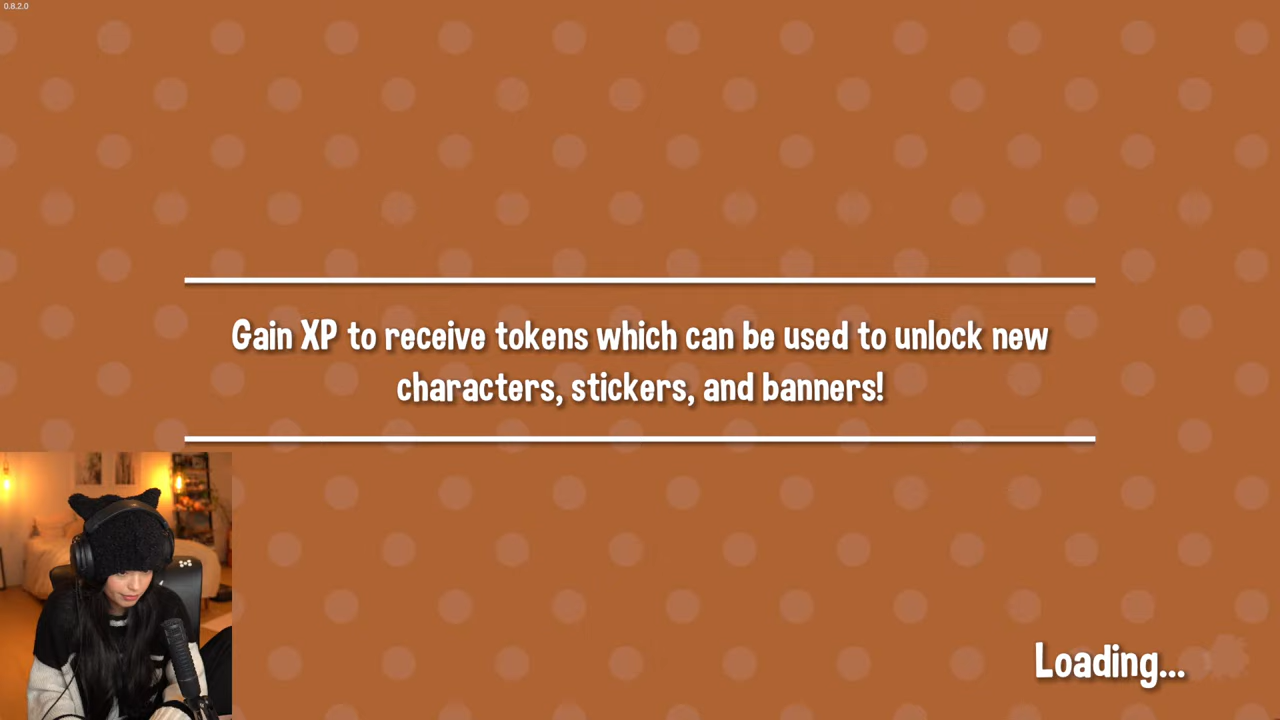 0.8.2.0
Gain XP to receive tokens which can be used to unlock new
characters, stickers, and banners!
Loading...